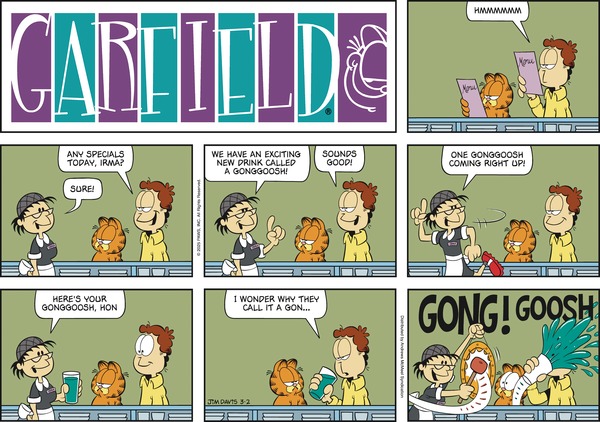 GARFIELD®
HMMMMMMM
Menu
Menu
ANY SPECIALS
TODAY, IRMA?
SURE!
© 2025 PAWS, INC. All Rights Reserved.
WE HAVE AN EXCITING
NEW DRINK CALLED
A GONGGOOSH!
SOUNDS
GOOD!
ONE GONGGOOSH
COMING RIGHT UP!
HERE'S YOUR
GONGGOOSH, HON
I WONDER WHY THEY
CALL IT A GON...
JIM DAVIS 3-2
Distributed by Andrews McMeel Syndication
GONG! GOOSH